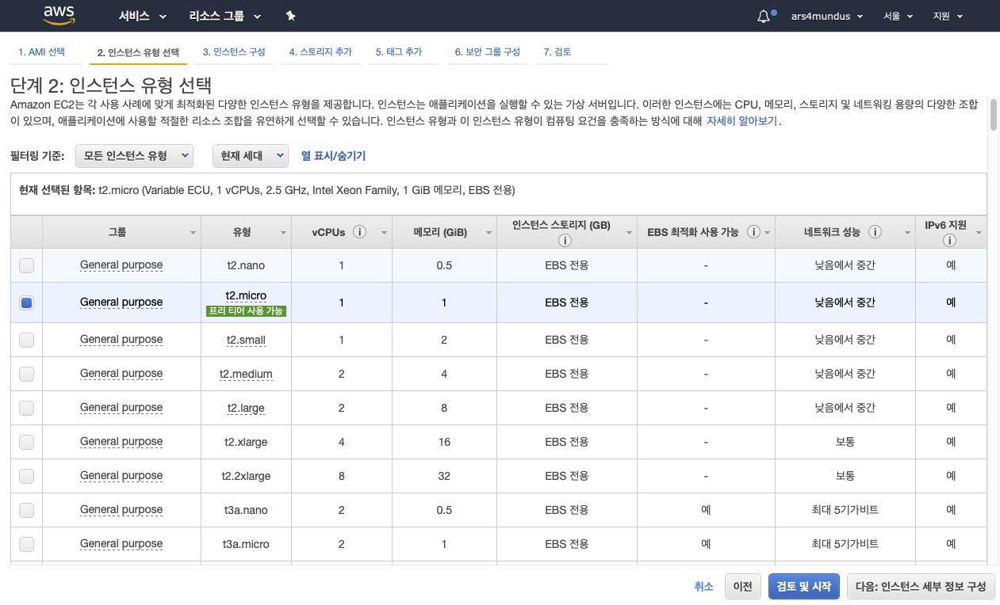 aws 서비스 리소스 그룹 ars4mundus 서울 지원
1. AMI 선택 2. 인스턴스 유형 선택 3. 인스턴스 구성 4. 스토리지 추가 5. 태그 추가 6. 보안 그룹 구성 7. 검토
단계 2: 인스턴스 유형 선택
Amazon EC2는 각 사용 사례에 맞게 최적화된 다양한 인스턴스 유형을 제공합니다. 인스턴스는 애플리케이션을 실행할 수 있는 가상 서버입니다. 이러한 인스턴스에는 CPU, 메모리, 스토리지 및 네트워킹 용량의 다양한 조합
이 있으며, 애플리케이션에 사용할 적절한 리소스 조합을 유연하게 선택할 수 있습니다. 인스턴스 유형과 이 인스턴스 유형이 컴퓨팅 요건을 충족하는 방식에 대해 자세히 알아보기.
필터링 기준: 모든 인스턴스 유형 현재 세대 열 표시/숨기기
현재 선택된 항목: t2.micro (Variable ECU, 1 vCPUs, 2.5 GHz, Intel Xeon Family, 1 GiB 메모리, EBS 전용)
그룹 유형 vCPUs 메모리 (GiB) 인스턴스 스토리지 (GB) EBS 최적화 사용 가능 네트워크 성능 IPv6 지원
General purpose t2.nano 1 0.5 EBS 전용 - 낮음에서 중간 예
General purpose t2.micro 1 1 EBS 전용 - 낮음에서 중간 예
프리 티어 사용 가능
General purpose t2.small 1 2 EBS 전용 - 낮음에서 중간 예
General purpose t2.medium 2 4 EBS 전용 - 낮음에서 중간 예
General purpose t2.large 2 8 EBS 전용 - 낮음에서 중간 예
General purpose t2.xlarge 4 16 EBS 전용 - 보통 예
General purpose t2.2xlarge 8 32 EBS 전용 - 보통 예
General purpose t3a.nano 2 0.5 EBS 전용 예 최대 5기가비트 예
General purpose t3a.micro 2 1 EBS 전용 예 최대 5기가비트 예
취소 이전 검토 및 시작 다음: 인스턴스 세부 정보 구성